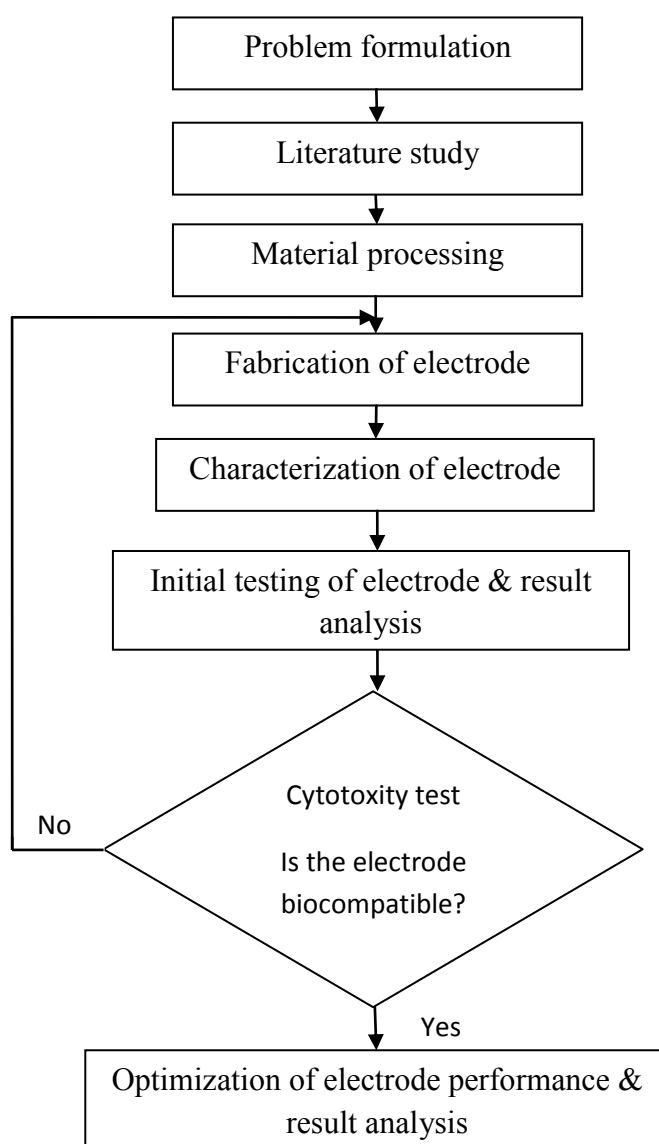 Problem formulation
Literature study
Material processing
Fabrication of electrode
Characterization of electrode
Initial testing of electrode & result
analysis
Cytotoxity test
No
Is the electrode
biocompatible?
Yes
Optimization of electrode performance &
result analysis